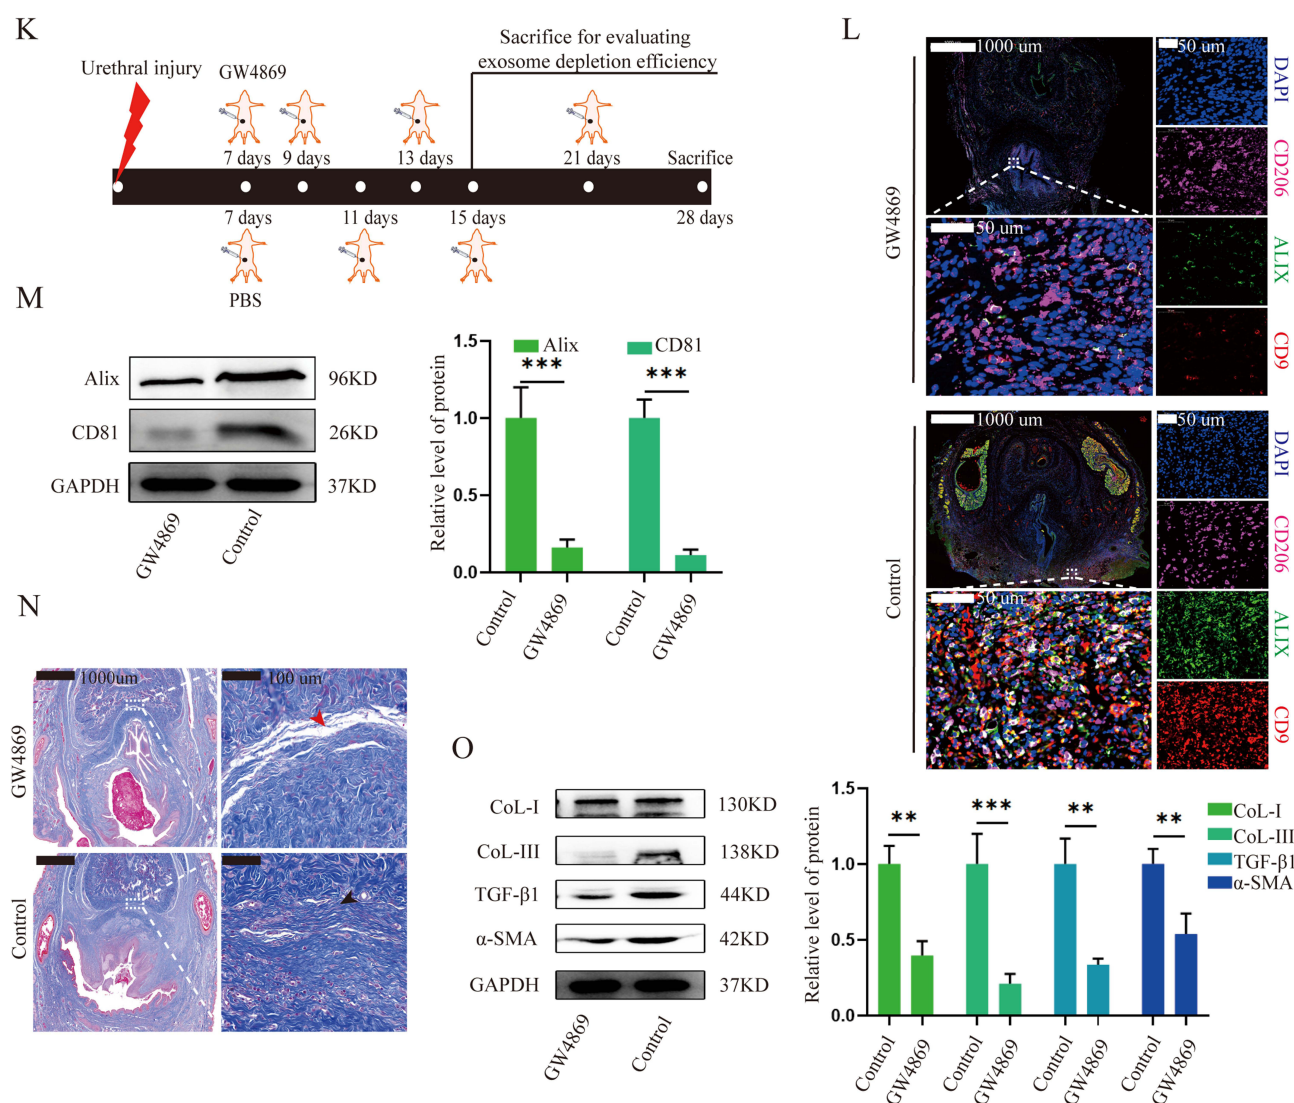 K
Sacrifice for evaluating
exosome depletion efficiency
Urethral injury
GW4869
7 days
9 days
13 days
21 days
Sacrifice
7 days
11 days
15 days
28 days
PBS
L
GW4869
1000 um
50 um
50 um
DAPI
CD206
ALIX
CD9
Control
1000 um
50 um
50 um
DAPI
CD206
ALIX
CD9
M
Alix
96KD
CD81
26KD
GAPDH
37KD
GW4869
Control
Relative level of protein
1.5
1.0
0.5
0.0
Alix
CD81
***
***
Control
GW4869
Control
GW4869
N
GW4869
1000um
100 um
Control
O
CoL-I
130KD
CoL-III
138KD
TGF-β1
44KD
α-SMA
42KD
GAPDH
37KD
GW4869
Control
Relative level of protein
1.5
1.0
0.5
0.0
**
***
**
**
CoL-I
CoL-III
TGF-β1
α-SMA
Control
GW4869
Control
GW4869
Control
GW4869
Control
GW4869